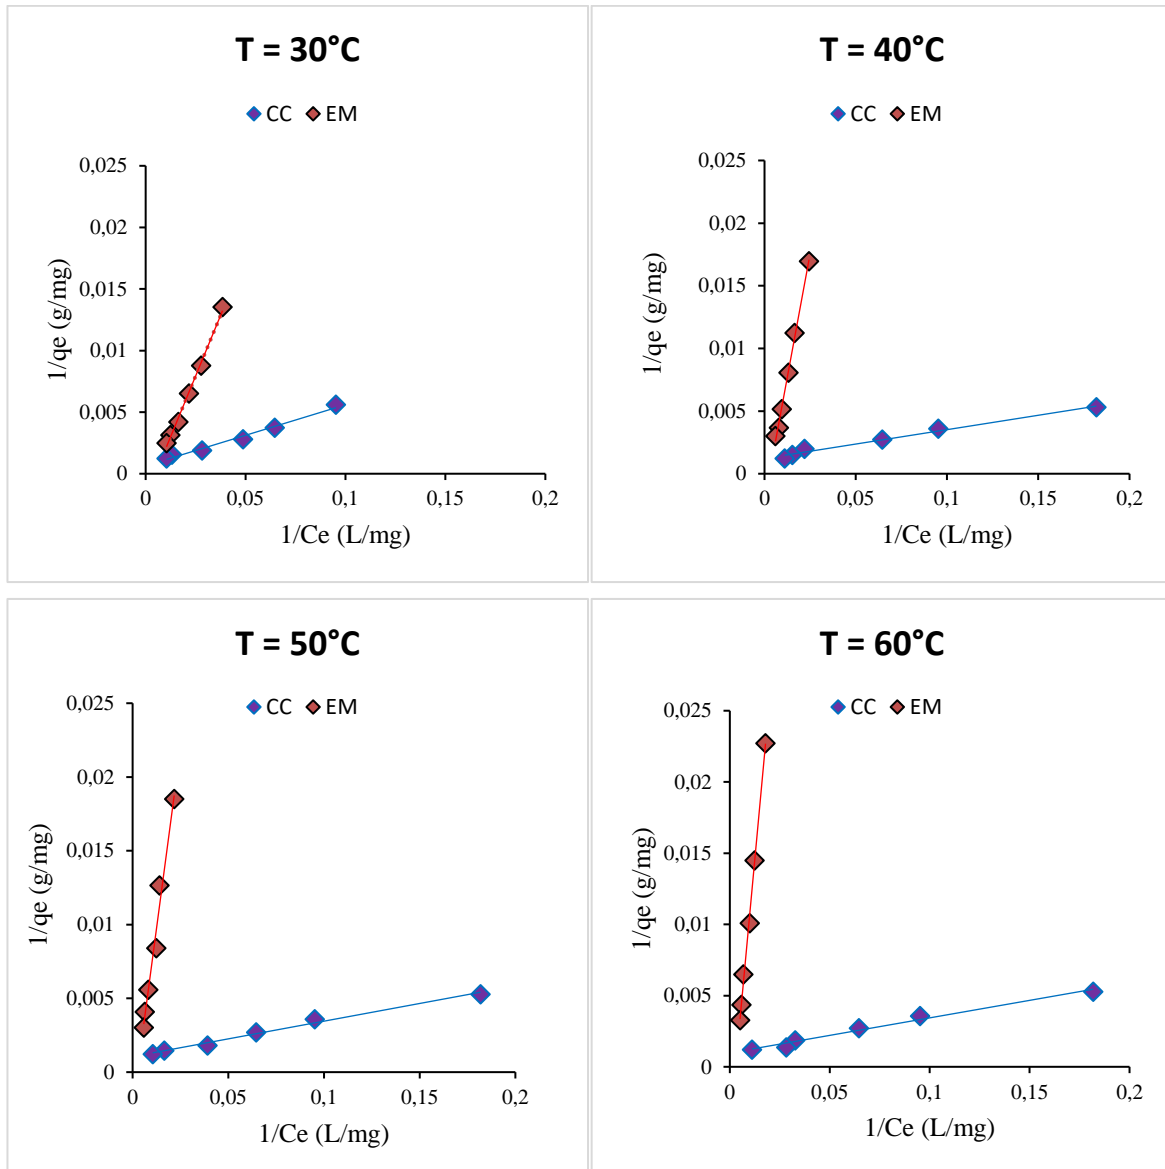 T = 30°C
CC EM
0,025
0,02
0,015
0,01
0,005
0
1/qe (g/mg)
0 0,05 0,1 0,15 0,2
1/Ce (L/mg)
T = 40°C
CC EM
0,025
0,02
0,015
0,01
0,005
0
1/qe (g/mg)
0 0,05 0,1 0,15 0,2
1/Ce (L/mg)
T = 50°C
CC EM
0,025
0,02
0,015
0,01
0,005
0
1/qe (g/mg)
0 0,05 0,1 0,15 0,2
1/Ce (L/mg)
T = 60°C
CC EM
0,025
0,02
0,015
0,01
0,005
0
1/qe (g/mg)
0 0,05 0,1 0,15 0,2
1/Ce (L/mg)